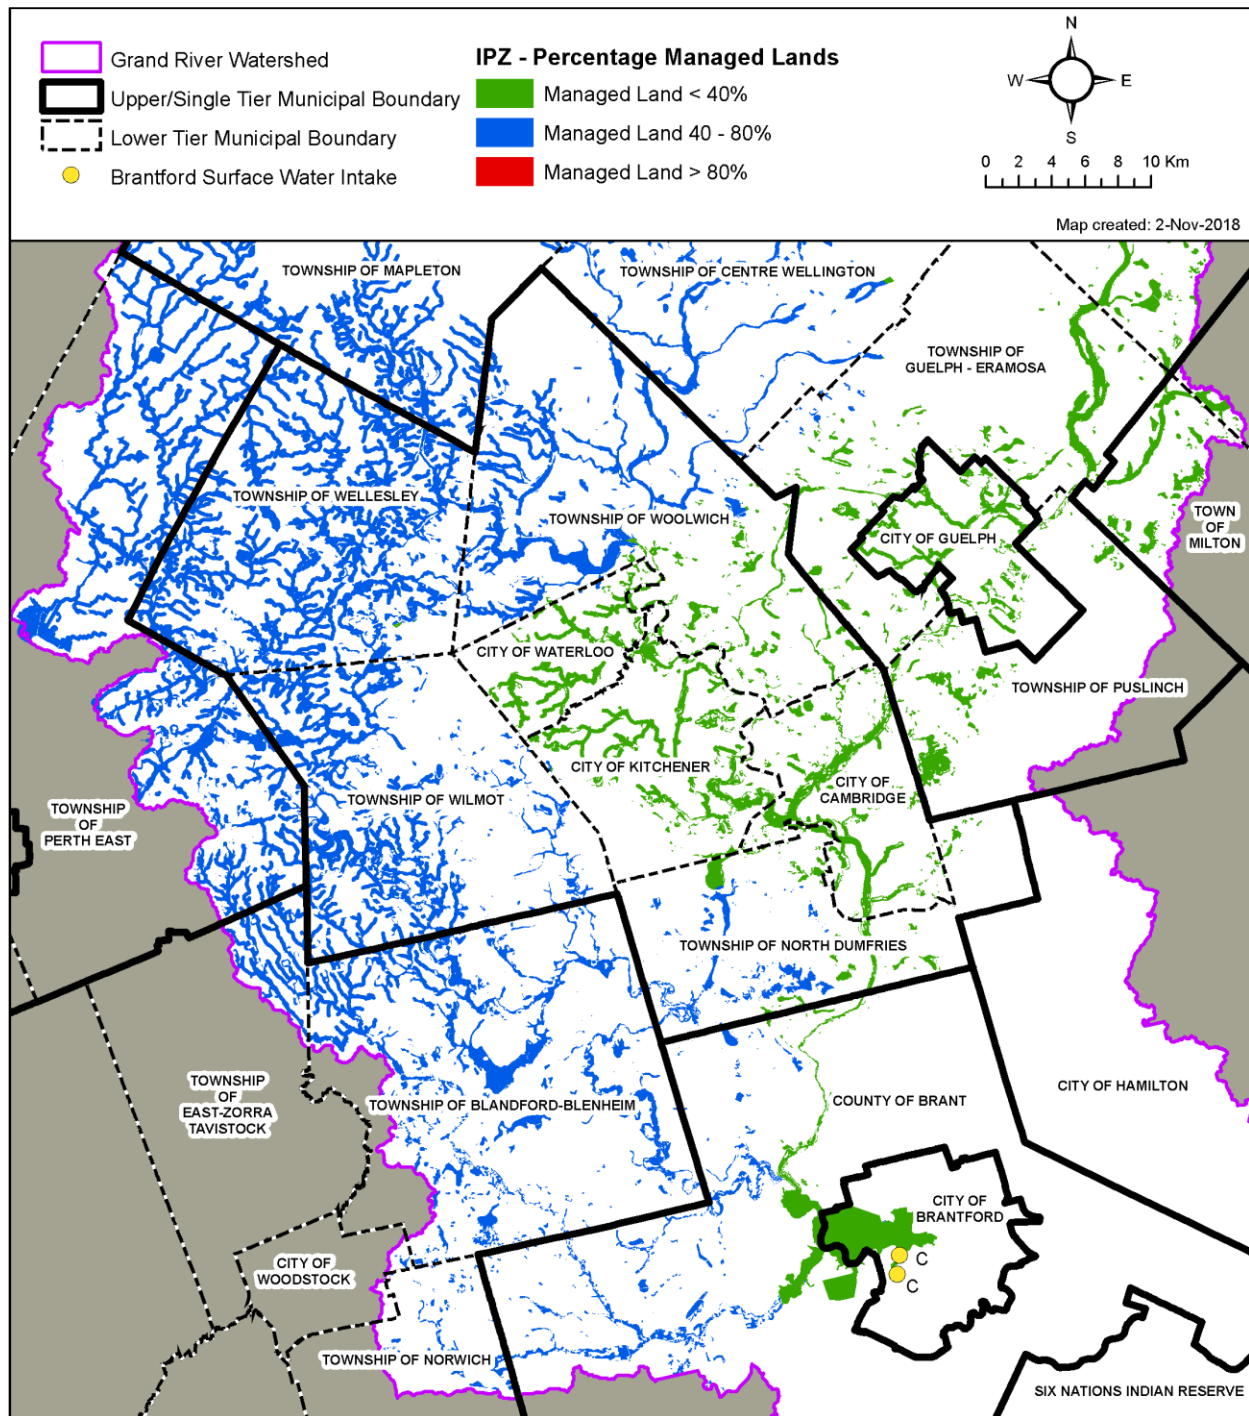 Grand River Watershed
Upper/Single Tier Municipal Boundary
Lower Tier Municipal Boundary
Brantford Surface Water Intake
IPZ - Percentage Managed Lands
Managed Land < 40%
Managed Land 40 - 80%
Managed Land > 80%
N
W
E
S
0 2 4 6 8 10 Km
Map created: 2-Nov-2018
TOWNSHIP OF MAPLETON
TOWNSHIP OF CENTRE WELLINGTON
TOWNSHIP OF
GUELPH - ERAMOSA
TOWNSHIP OF WELLESLEY
TOWNSHIP OF WOOLWICH
CITY OF GUELPH
TOWN
OF
MILTON
CITY OF WATERLOO
TOWNSHIP OF PUSLINCH
CITY OF KITCHENER
CITY OF
CAMBRIDGE
TOWNSHIP OF WILMOT
TOWNSHIP
OF
PERTH EAST
TOWNSHIP OF NORTH DUMFRIES
TOWNSHIP
OF
EAST-ZORRA
TAVISTOCK
TOWNSHIP OF BLANDFORD-BLENHEIM
COUNTY OF BRANT
CITY OF HAMILTON
CITY OF
BRANTFORD
C
C
CITY OF
WOODSTOCK
TOWNSHIP OF NORWICH
SIX NATIONS INDIAN RESERVE